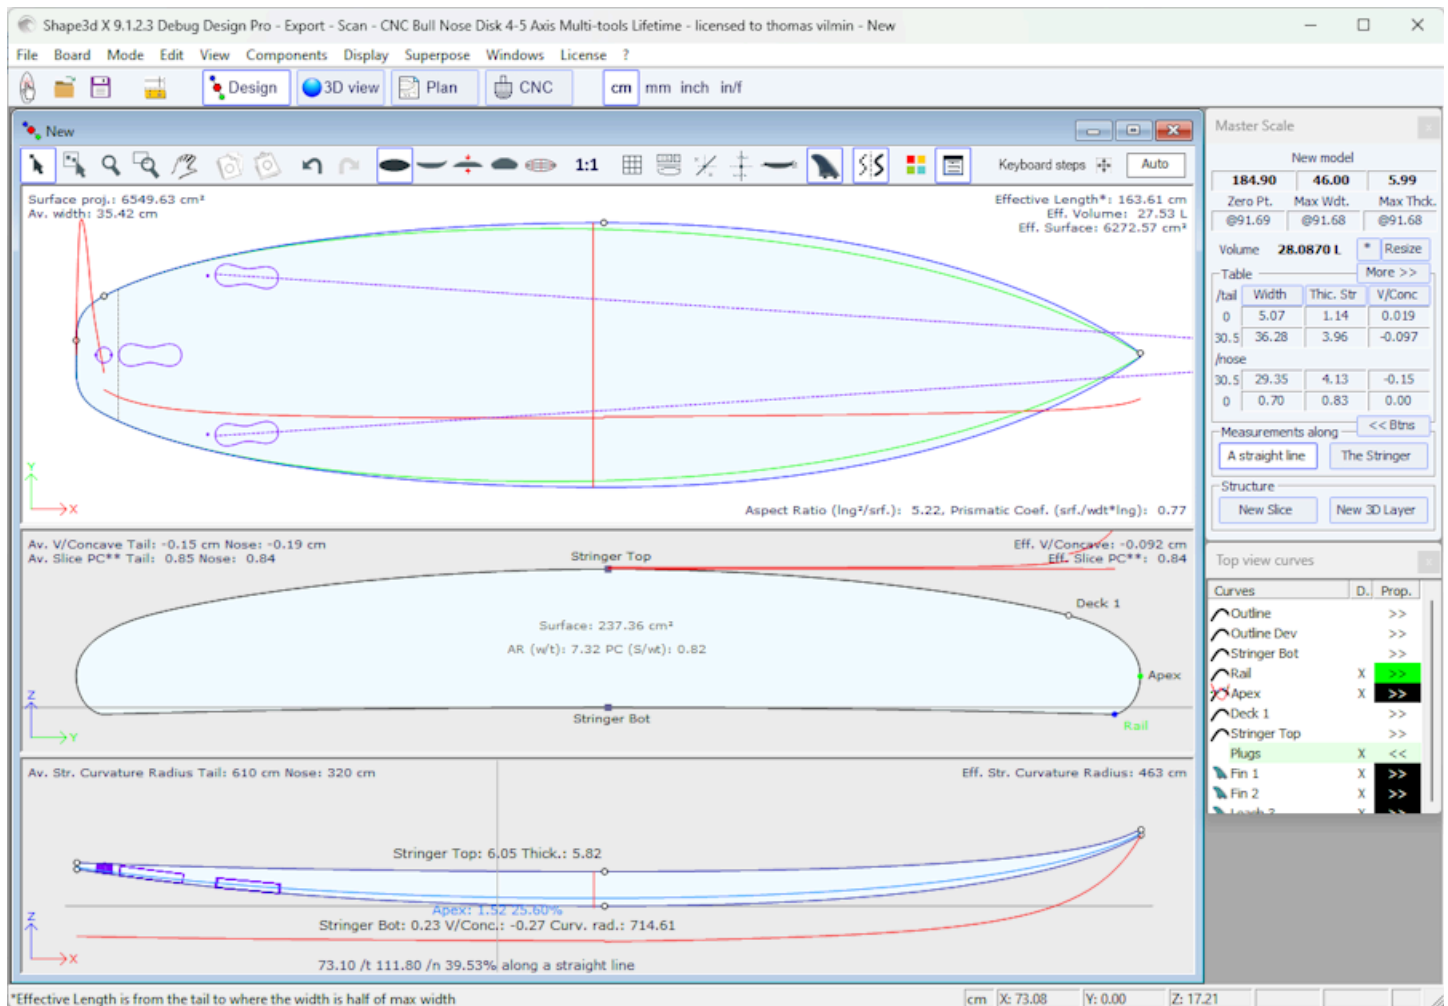 Shape3d X 9.1.2.3 Debug Design Pro - Export - Scan - CNC Bull Nose Disk 4-5 Axis Multi-tools Lifetime - licensed to thomas vilmin - New
File Board Mode Edit View Components Display Superpose Windows License ?
Design 3D view Plan CNC cm mm inch in/f
New
1:1 Keyboard steps Auto
Surface proj.: 6549.63 cm²
Av. width: 35.42 cm
Effective Length*: 163.61 cm
Eff. Volume: 27.53 L
Eff. Surface: 6272.57 cm²
Y
X
Aspect Ratio (lng²/srf.): 5.22, Prismatic Coef. (srf./wdt*lng): 0.77
Av. V/Concave Tail: -0.15 cm Nose: -0.19 cm
Av. Slice PC** Tail: 0.85 Nose: 0.84
Stringer Top
Eff. V/Concave: -0.092 cm
Eff. Slice PC**: 0.84
Deck 1
Surface: 237.36 cm²
AR (w/t): 7.32 PC (S/wt): 0.82
Apex
Z
Y
Stringer Bot
Rail
Av. Str. Curvature Radius Tail: 610 cm Nose: 320 cm
Eff. Str. Curvature Radius: 463 cm
Stringer Top: 6.05 Thick.: 5.82
Apex: 1.52 25.60%
Stringer Bot: 0.23 V/Conc.: -0.27 Curv. rad.: 714.61
Z
X
73.10 /t 111.80 /n 39.53% along a straight line
Master Scale
New model
184.90 46.00 5.99
Zero Pt. Max Wdt. Max Thck.
@91.69 @91.68 @91.68
Volume 28.0870 L * Resize
Table More >>
/tail Width Thic. Str V/Conc
0 5.07 1.14 0.019
30.5 36.28 3.96 -0.097
/nose
30.5 29.35 4.13 -0.15
0 0.70 0.83 0.00
<< Btns
Measurements along
A straight line The Stringer
Structure
New Slice New 3D Layer
Top view curves
Curves D. Prop.
Outline >>
Outline Dev >>
Stringer Bot >>
Rail X >>
Apex X >>
Deck 1 >>
Stringer Top >>
Plugs X <<
Fin 1 X >>
Fin 2 X >>
Leash 3 X >>
*Effective Length is from the tail to where the width is half of max width
cm X: 73.08 Y: 0.00 Z: 17.21